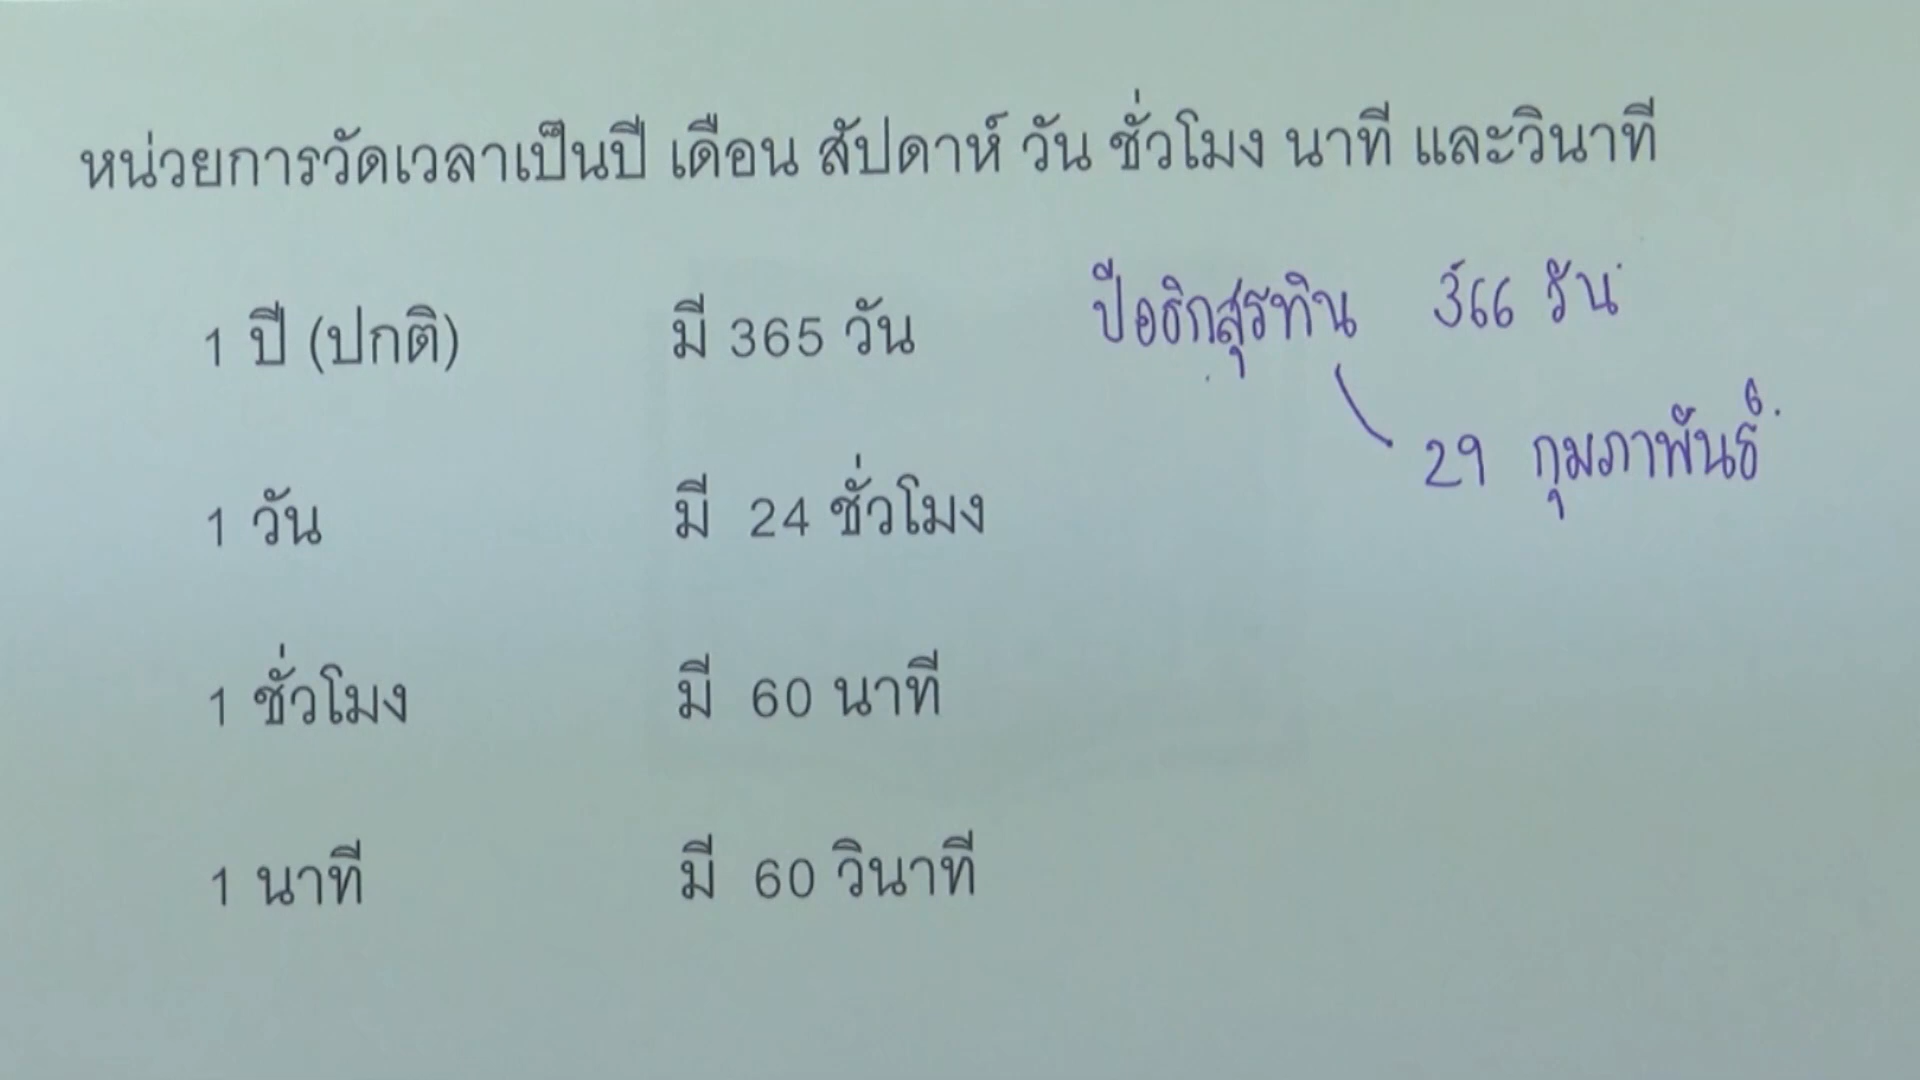 หน่วยการวัดเวลาเป็นปี เดือน สัปดาห์ วัน ชั่วโมง นาที และวินาที
1 ปี (ปกติ) มี 365 วัน ปีอธิกสุรทิน 366 วัน
29 กุมภาพันธ์
1 วัน มี 24 ชั่วโมง
1 ชั่วโมง มี 60 นาที
1 นาที มี 60 วินาที